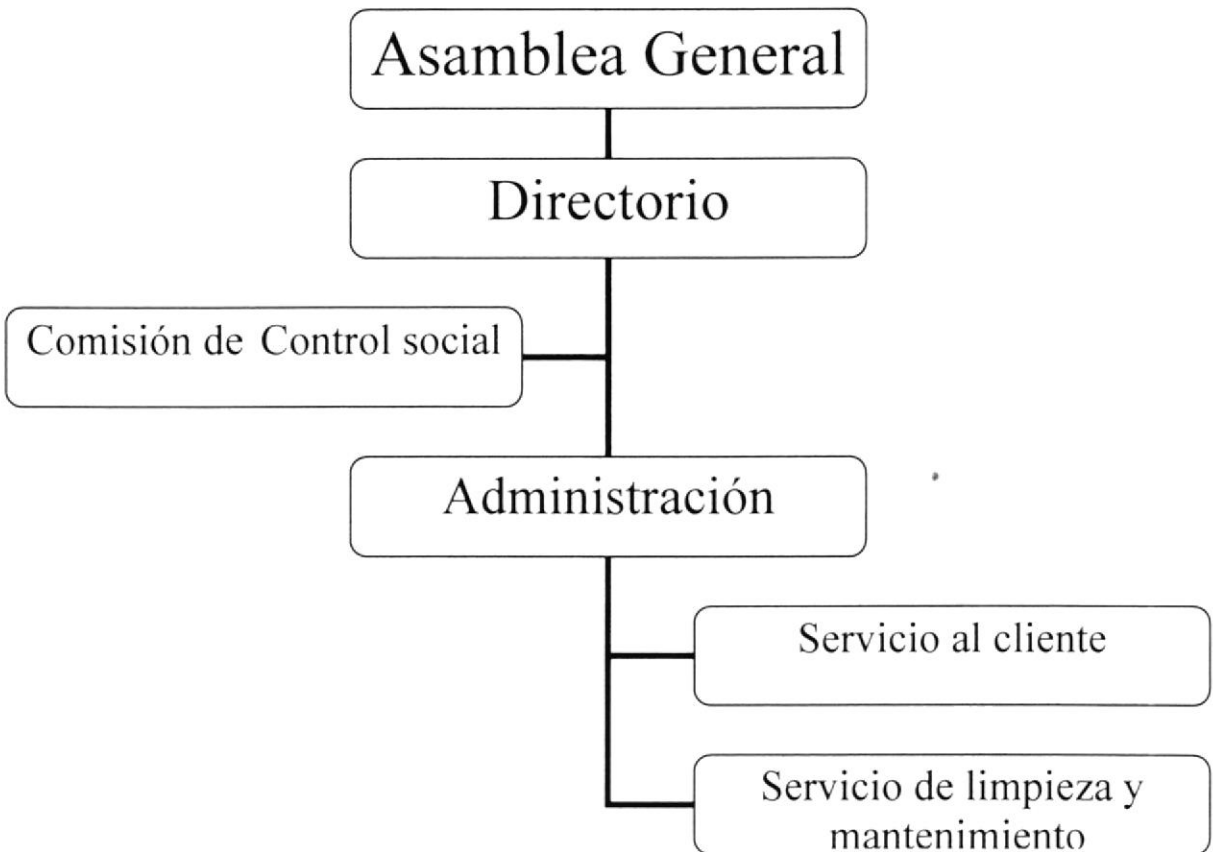 Asamblea General
Directorio
Comisión de Control social
Administración
Servicio al cliente
Servicio de limpieza y
mantenimiento